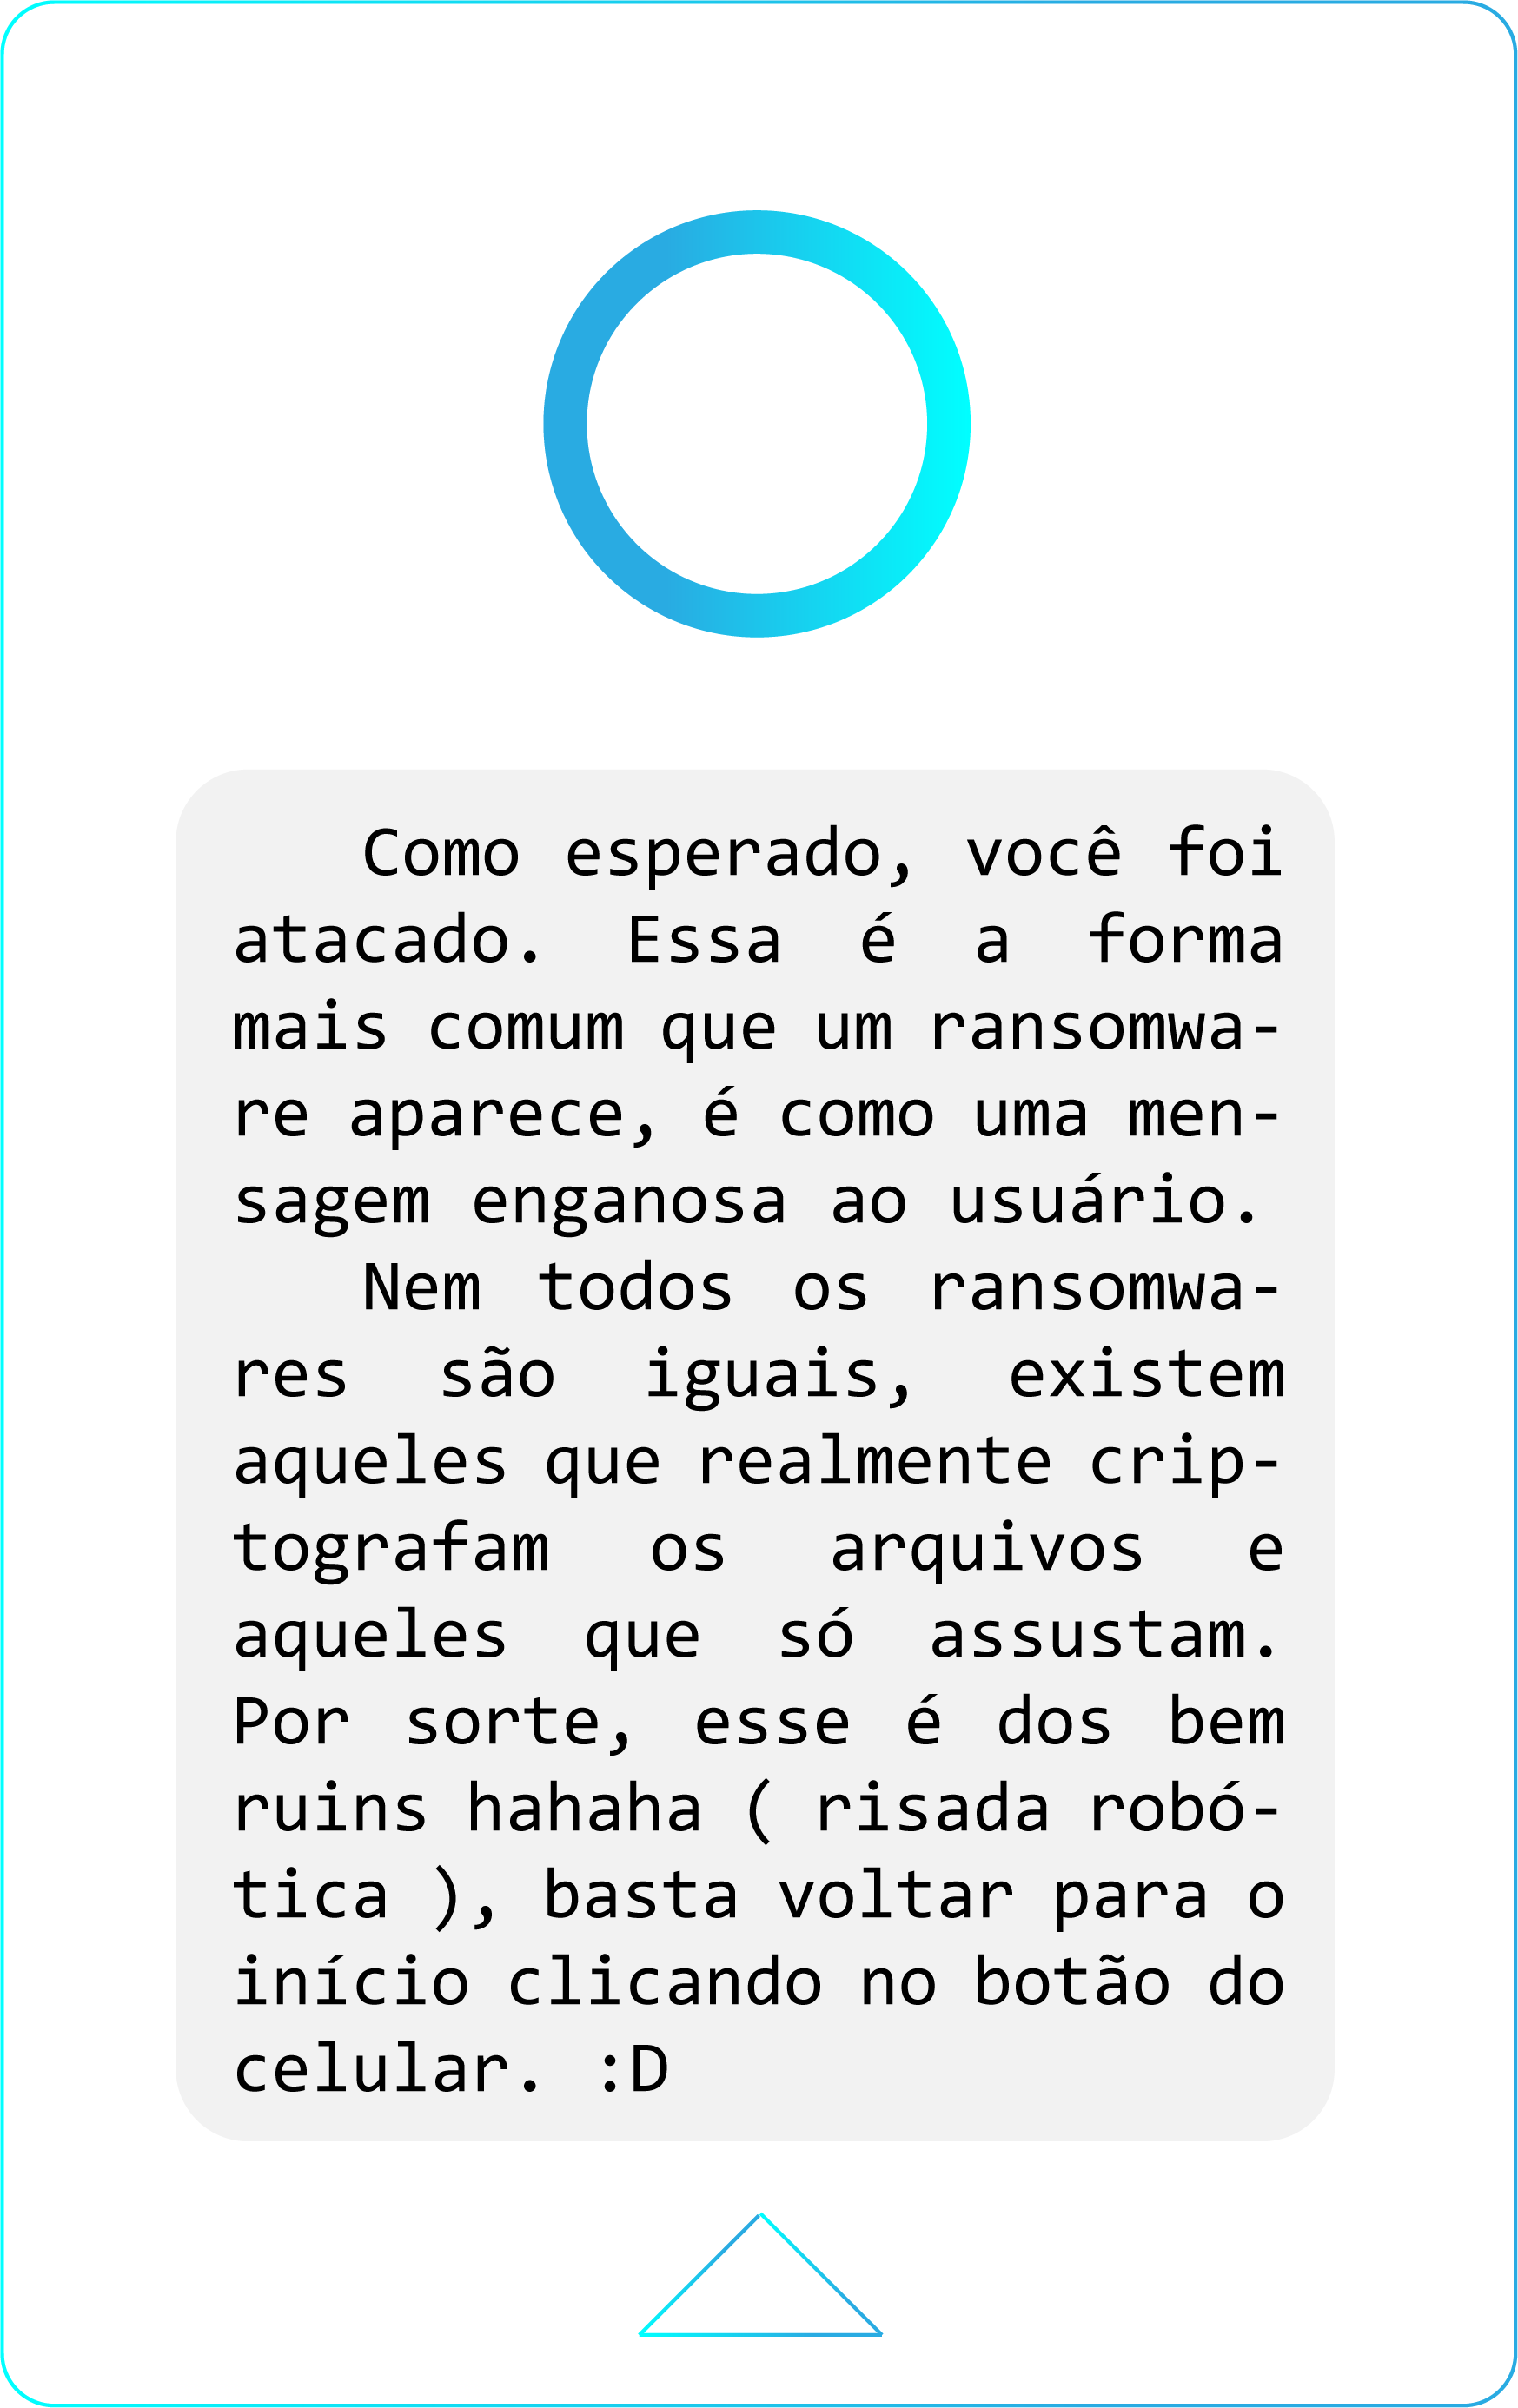 Como esperado, você foi
atacado. Essa é a forma
mais comum que um ransomwa-
re aparece, é como uma men-
sagem enganosa ao usuário.
Nem todos os ransomwa-
res são iguais, existem
aqueles que realmente crip-
tografam os arquivos e
aqueles que só assustam.
Por sorte, esse é dos bem
ruins hahaha ( risada robó-
tica ), basta voltar para o
início clicando no botão do
celular. :D